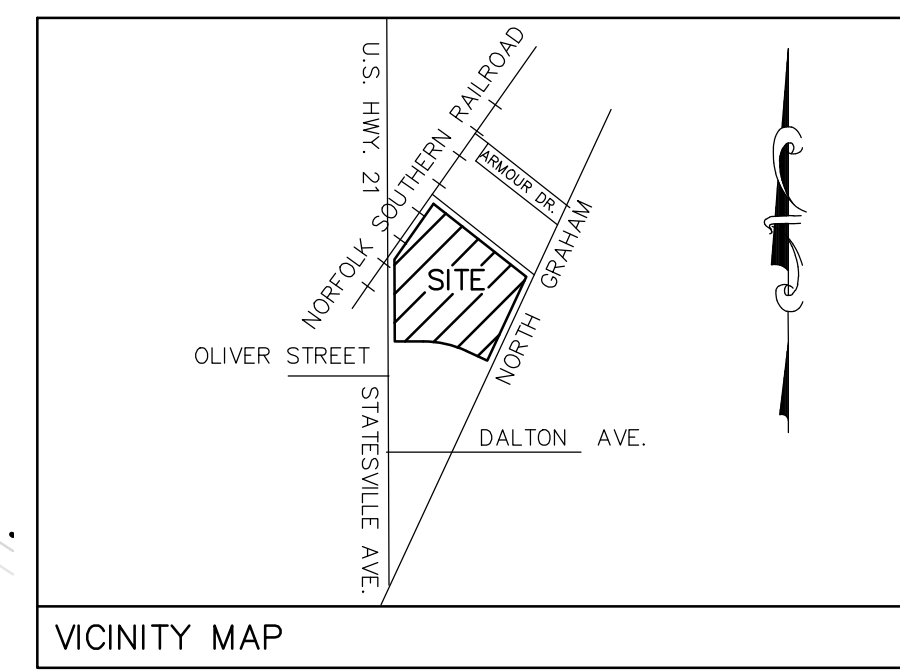 U.S. HWY. 21
NORFOLK SOUTHERN RAILROAD
ARMOUR DR.
SITE
NORTH GRAHAM
OLIVER STREET
STATESVILLE AVE.
DALTON AVE.
VICINITY MAP